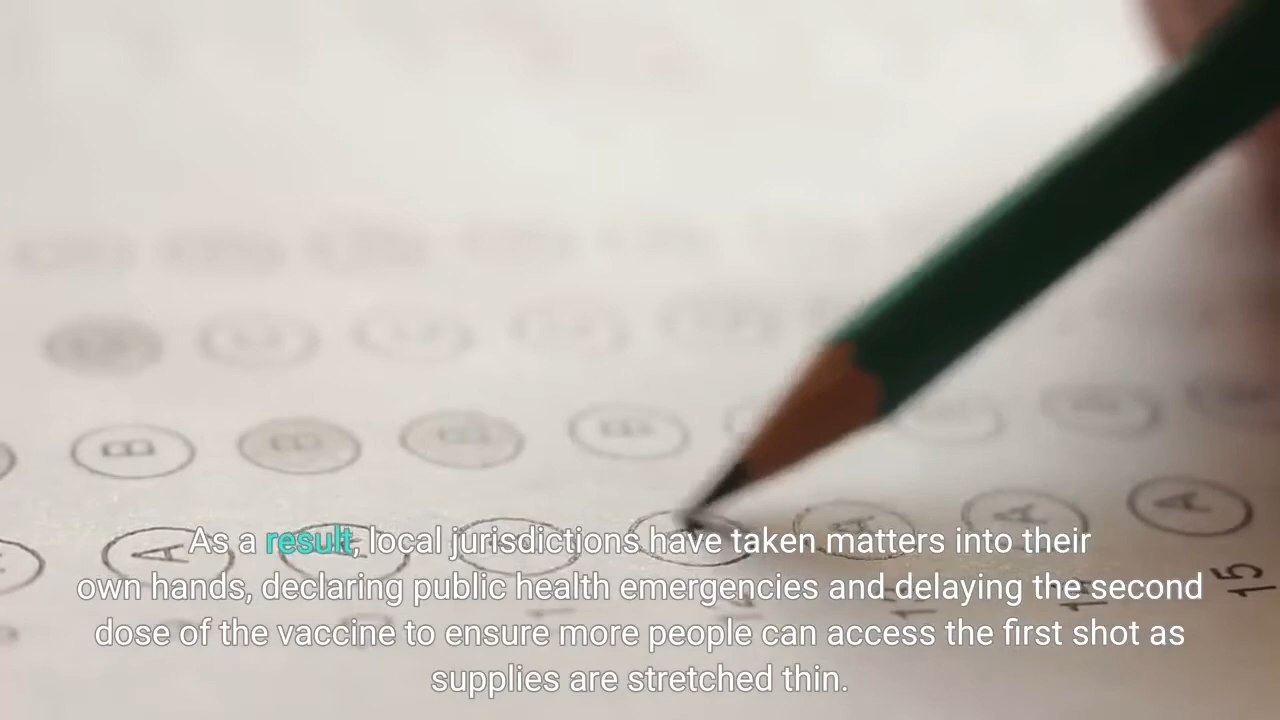 B B B B
A A A A
As a result, local jurisdictions have taken matters into their
own hands, declaring public health emergencies and delaying the second
dose of the vaccine to ensure more people can access the first shot as
supplies are stretched thin.
15